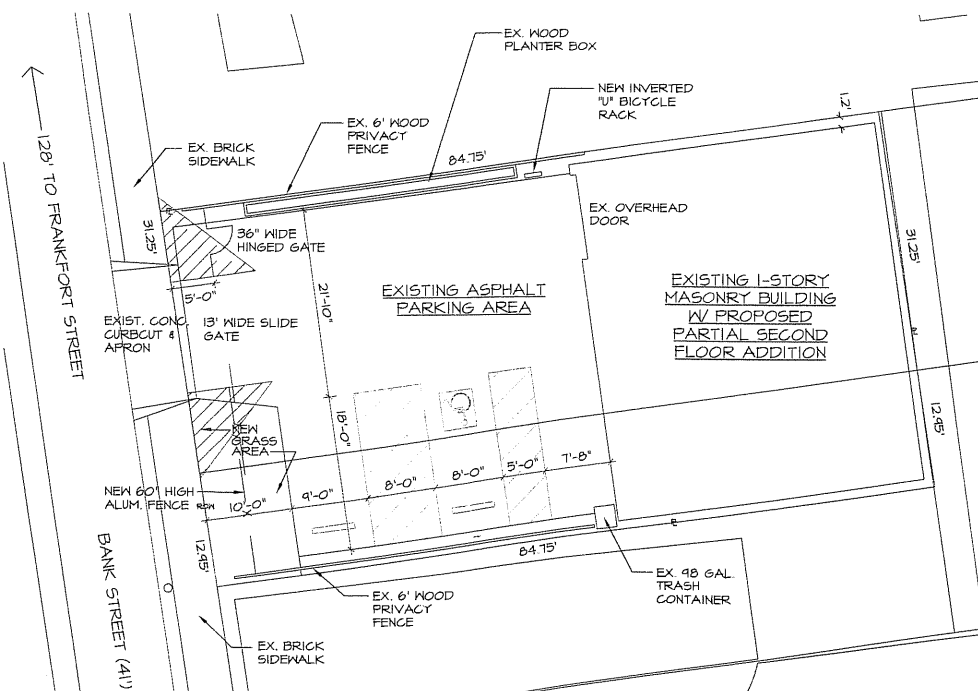 EX. WOOD
PLANTER BOX
NEW INVERTED
"U" BICYCLE
RACK
1.2'
EX. 6' WOOD
PRIVACY
FENCE
84.75'
EX. BRICK
SIDEWALK
128' TO FRANKFORT STREET
31.25'
36" WIDE
HINGED GATE
EX. OVERHEAD
DOOR
31.25'
5'-0"
21'-10"
EXISTING ASPHALT
PARKING AREA
EXISTING 1-STORY
MASONRY BUILDING
W/ PROPOSED
PARTIAL SECOND
FLOOR ADDITION
EXIST. CONC.
CURBCUT &
APRON
13' WIDE SLIDE
GATE
12.95'
18'-0"
NEW
GRASS
AREA
NEW 60" HIGH
ALUM. FENCE
ROW
10'-0"
9'-0"
8'-0"
8'-0"
5'-0"
7'-8"
12.95'
84.75'
EX. 98 GAL.
TRASH
CONTAINER
EX. 6' WOOD
PRIVACY
FENCE
BANK STREET (41')
EX. BRICK
SIDEWALK